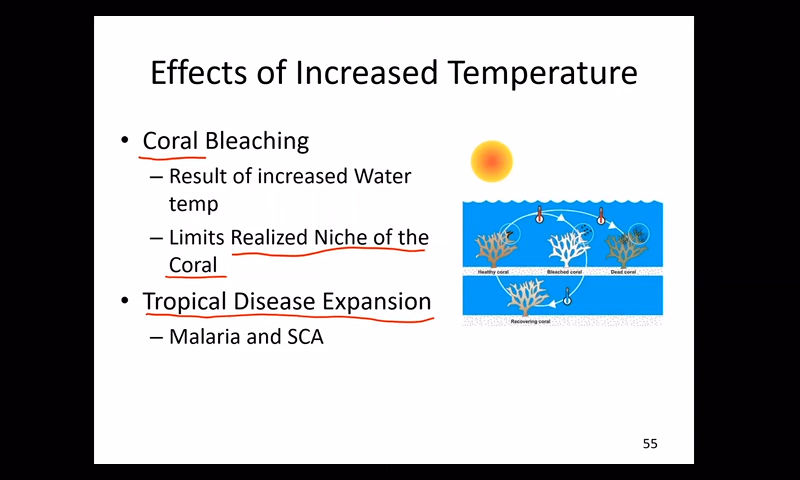 Effects of Increased Temperature
• Coral Bleaching
– Result of increased Water
temp
– Limits Realized Niche of the
Coral
• Tropical Disease Expansion
– Malaria and SCA
Healthy coral
Bleached coral
Dead coral
Recovering coral
55